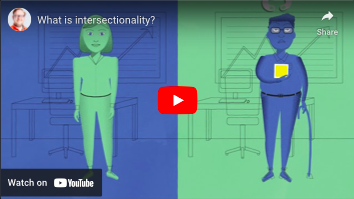 What is intersectionality?
Share
Watch on YouTube